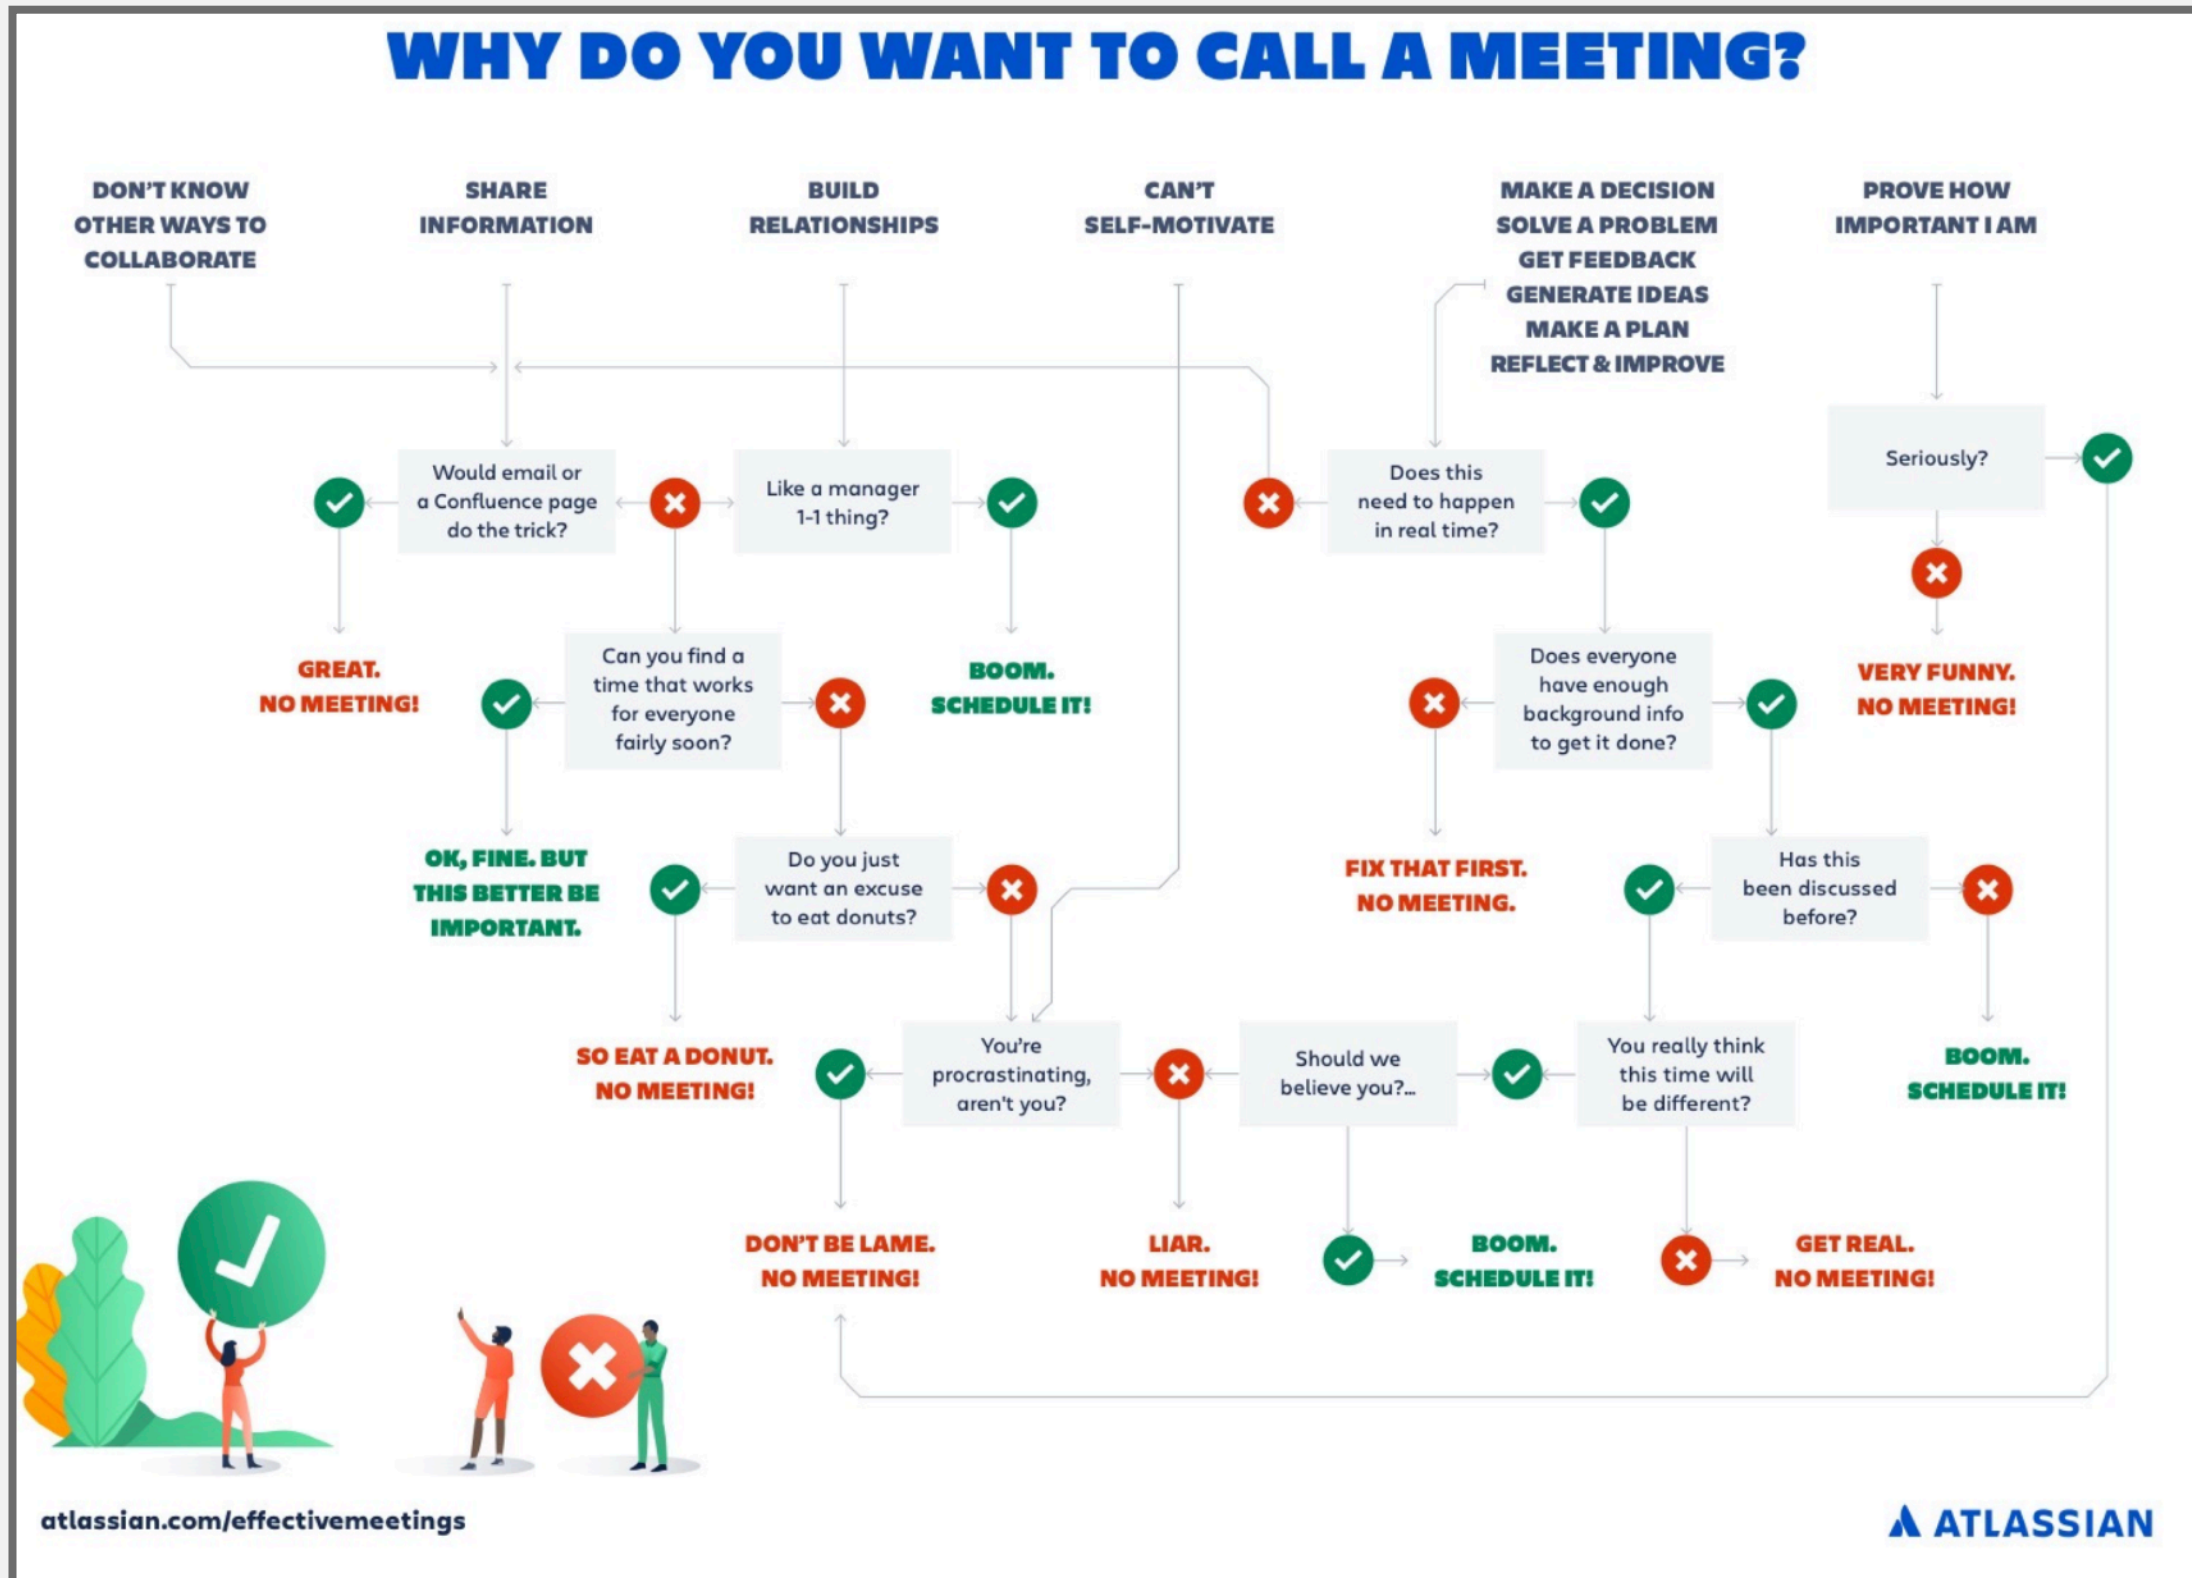 WHY DO YOU WANT TO CALL A MEETING?
DON'T KNOW
OTHER WAYS TO
COLLABORATE
SHARE
INFORMATION
BUILD
RELATIONSHIPS
CAN'T
SELF-MOTIVATE
MAKE A DECISION
SOLVE A PROBLEM
GET FEEDBACK
GENERATE IDEAS
MAKE A PLAN
REFLECT & IMPROVE
PROVE HOW
IMPORTANT I AM
Would email or
a Confluence page
do the trick?
Like a manager
1-1 thing?
Does this
need to happen
in real time?
Seriously?
GREAT.
NO MEETING!
Can you find a
time that works
for everyone
fairly soon?
BOOM.
SCHEDULE IT!
Does everyone
have enough
background info
to get it done?
VERY FUNNY.
NO MEETING!
OK, FINE. BUT
THIS BETTER BE
IMPORTANT.
Do you just
want an excuse
to eat donuts?
FIX THAT FIRST.
NO MEETING.
Has this
been discussed
before?
SO EAT A DONUT.
NO MEETING!
You're
procrastinating,
aren't you?
Should we
believe you?...
You really think
this time will
be different?
BOOM.
SCHEDULE IT!
DON'T BE LAME.
NO MEETING!
LIAR.
NO MEETING!
BOOM.
SCHEDULE IT!
GET REAL.
NO MEETING!
atlassian.com/effectivemeetings
ATLASSIAN